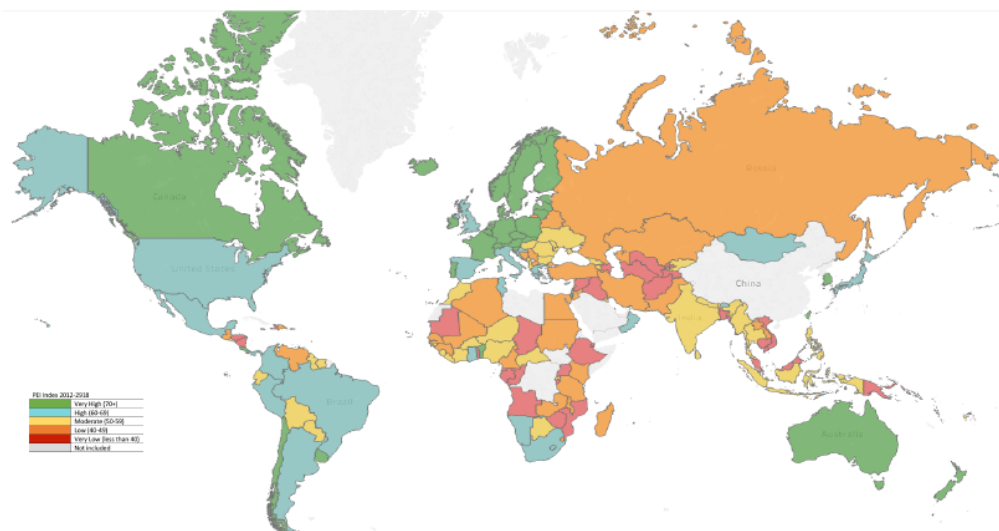 Canada
United States
Russia
China
India
Brazil
Australia
PEI Index 2012-2918
Very High (70+)
High (60-69)
Moderate (50-59)
Low (40-49)
Very Low (less than 40)
Not included